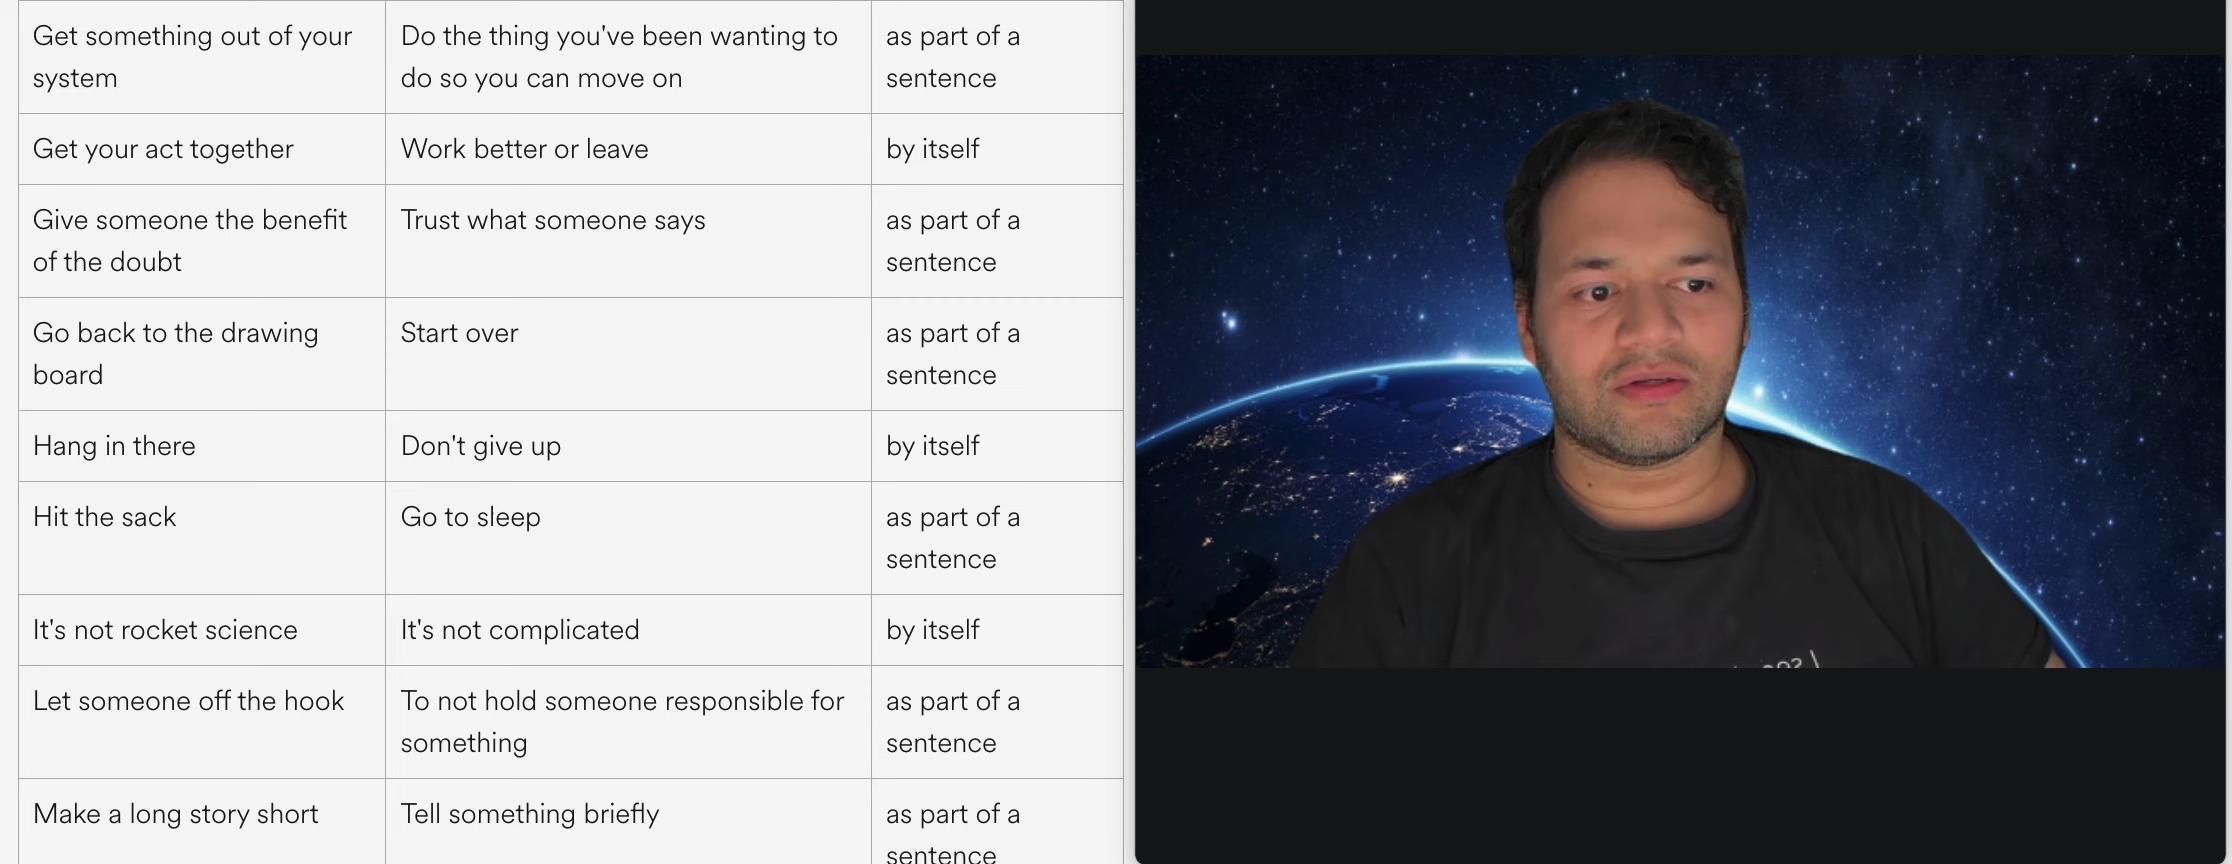 Get something out of your
system
Do the thing you've been wanting to
do so you can move on
as part of a
sentence
Get your act together
Work better or leave
by itself
Give someone the benefit
of the doubt
Trust what someone says
as part of a
sentence
Go back to the drawing
board
Start over
as part of a
sentence
Hang in there
Don't give up
by itself
Hit the sack
Go to sleep
as part of a
sentence
It's not rocket science
It's not complicated
by itself
Let someone off the hook
To not hold someone responsible for
something
as part of a
sentence
Make a long story short
Tell something briefly
as part of a
sentence